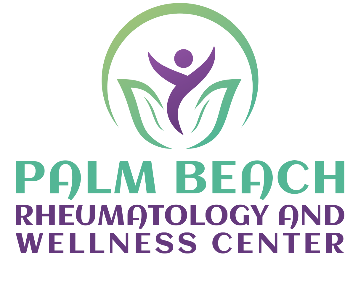 PALM BEACH
RHEUMATOLOGY AND
WELLNESS CENTER